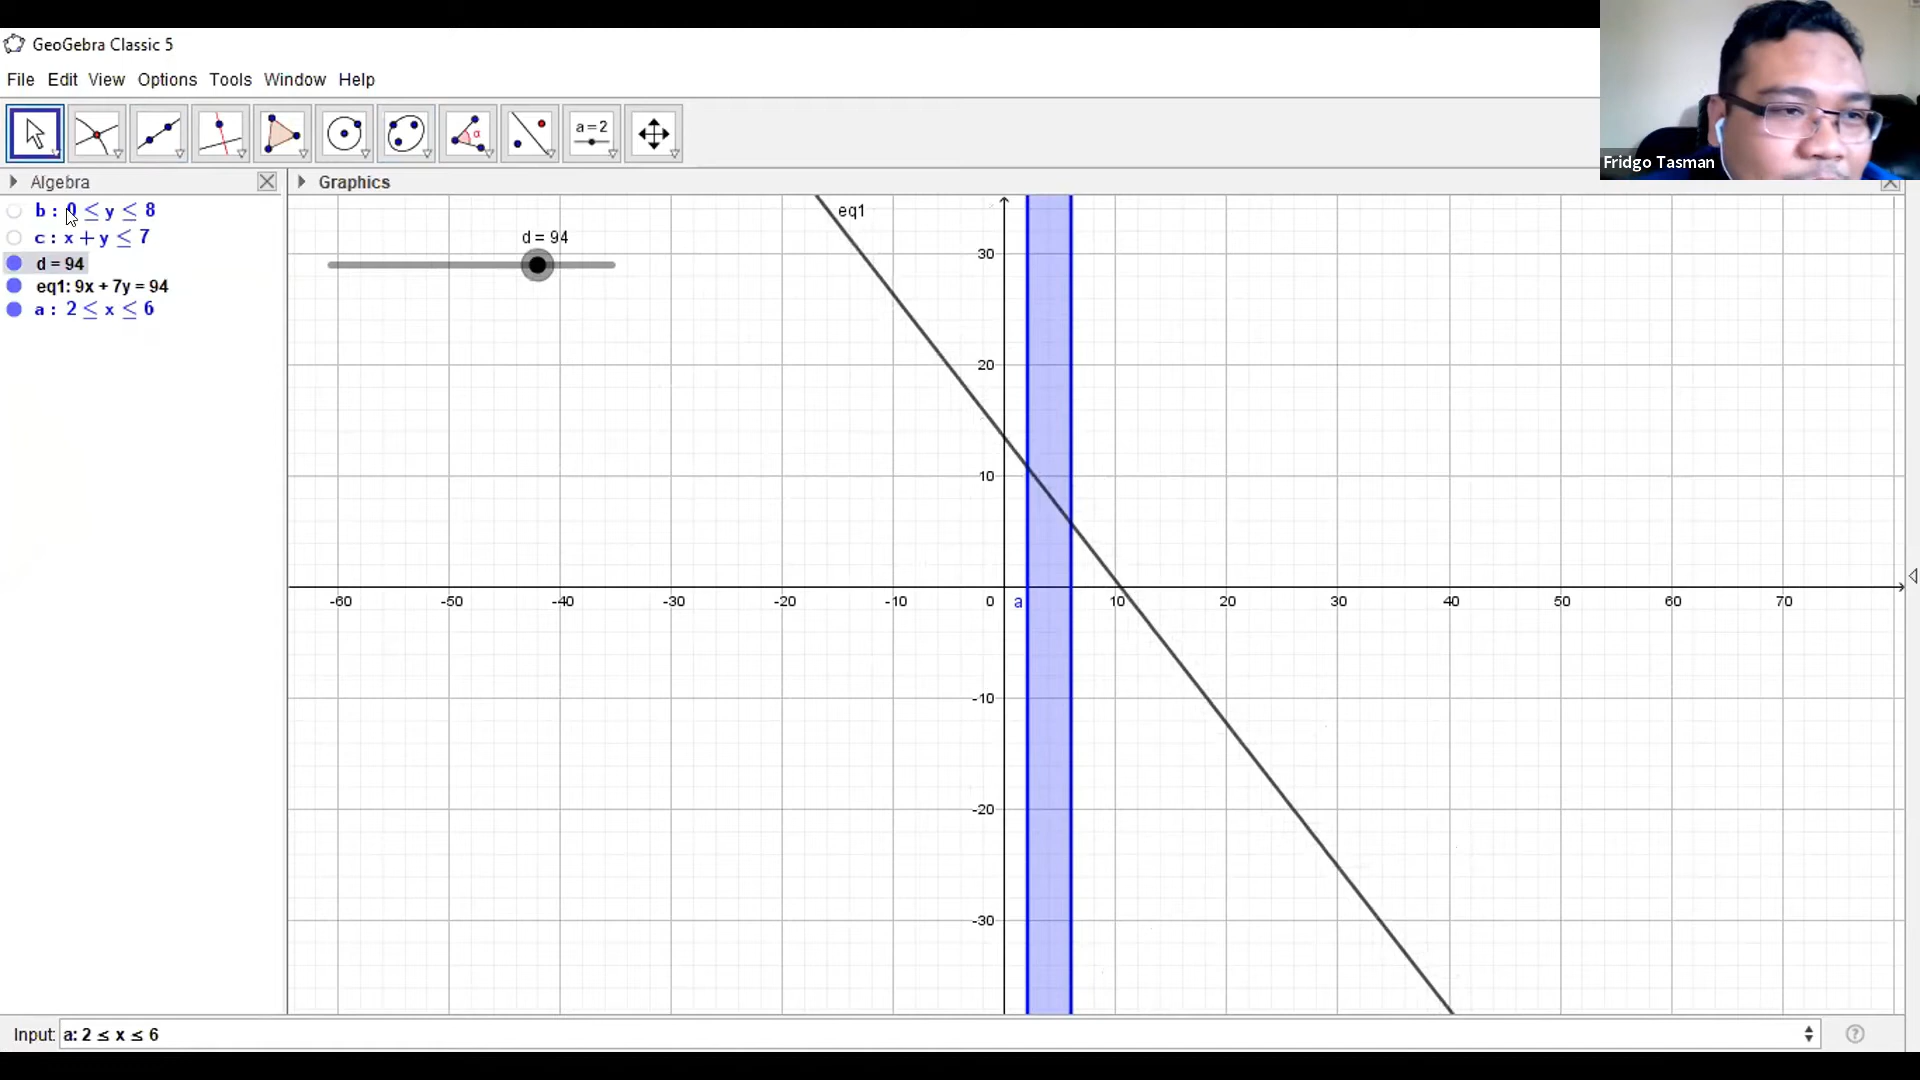 GeoGebra Classic 5
File Edit View Options Tools Window Help
α
a = 2
Fridgo Tasman
Algebra
Graphics
b : 0 ≤ y ≤ 8
c : x + y ≤ 7
d = 94
eq1: 9x + 7y = 94
a : 2 ≤ x ≤ 6
eq1
d = 94
30
20
10
-60 -50 -40 -30 -20 -10 0 a 10 20 30 40 50 60 70
-10
-20
-30
Input: a: 2 ≤ x ≤ 6
?